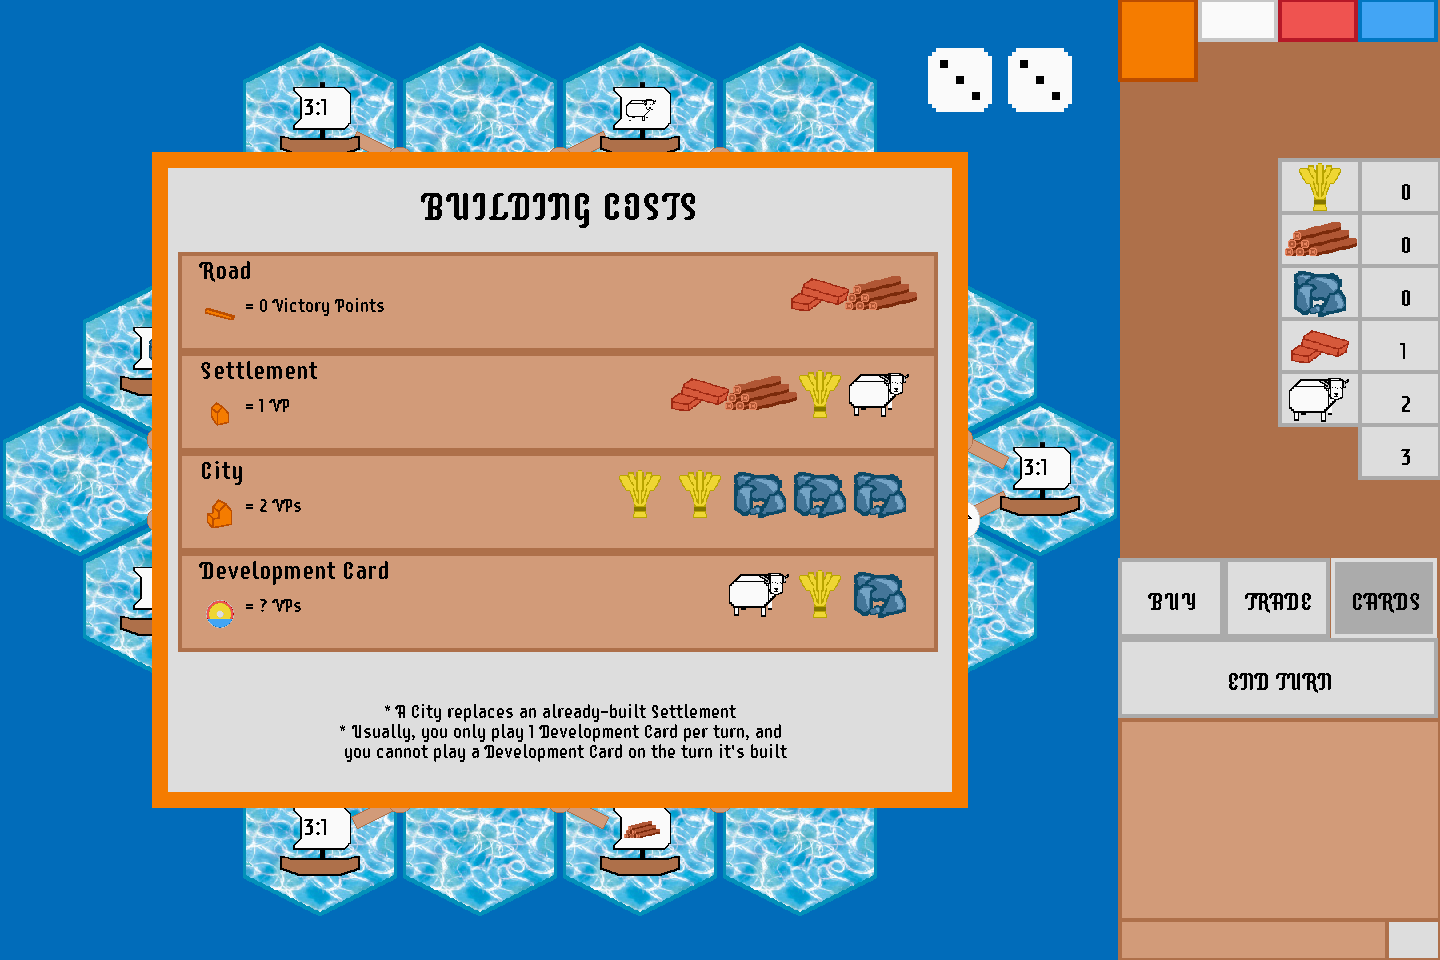 3:1
BUILDING COSTS
Road
= 0 Victory Points
Settlement
= 1 VP
City
= 2 VPs
Development Card
= ? VPs
* A City replaces an already-built Settlement
* Usually, you only play 1 Development Card per turn, and
you cannot play a Development Card on the turn it's built
3:1
3:1
0
0
0
1
2
3
BUY
TRADE
CARDS
END TURN